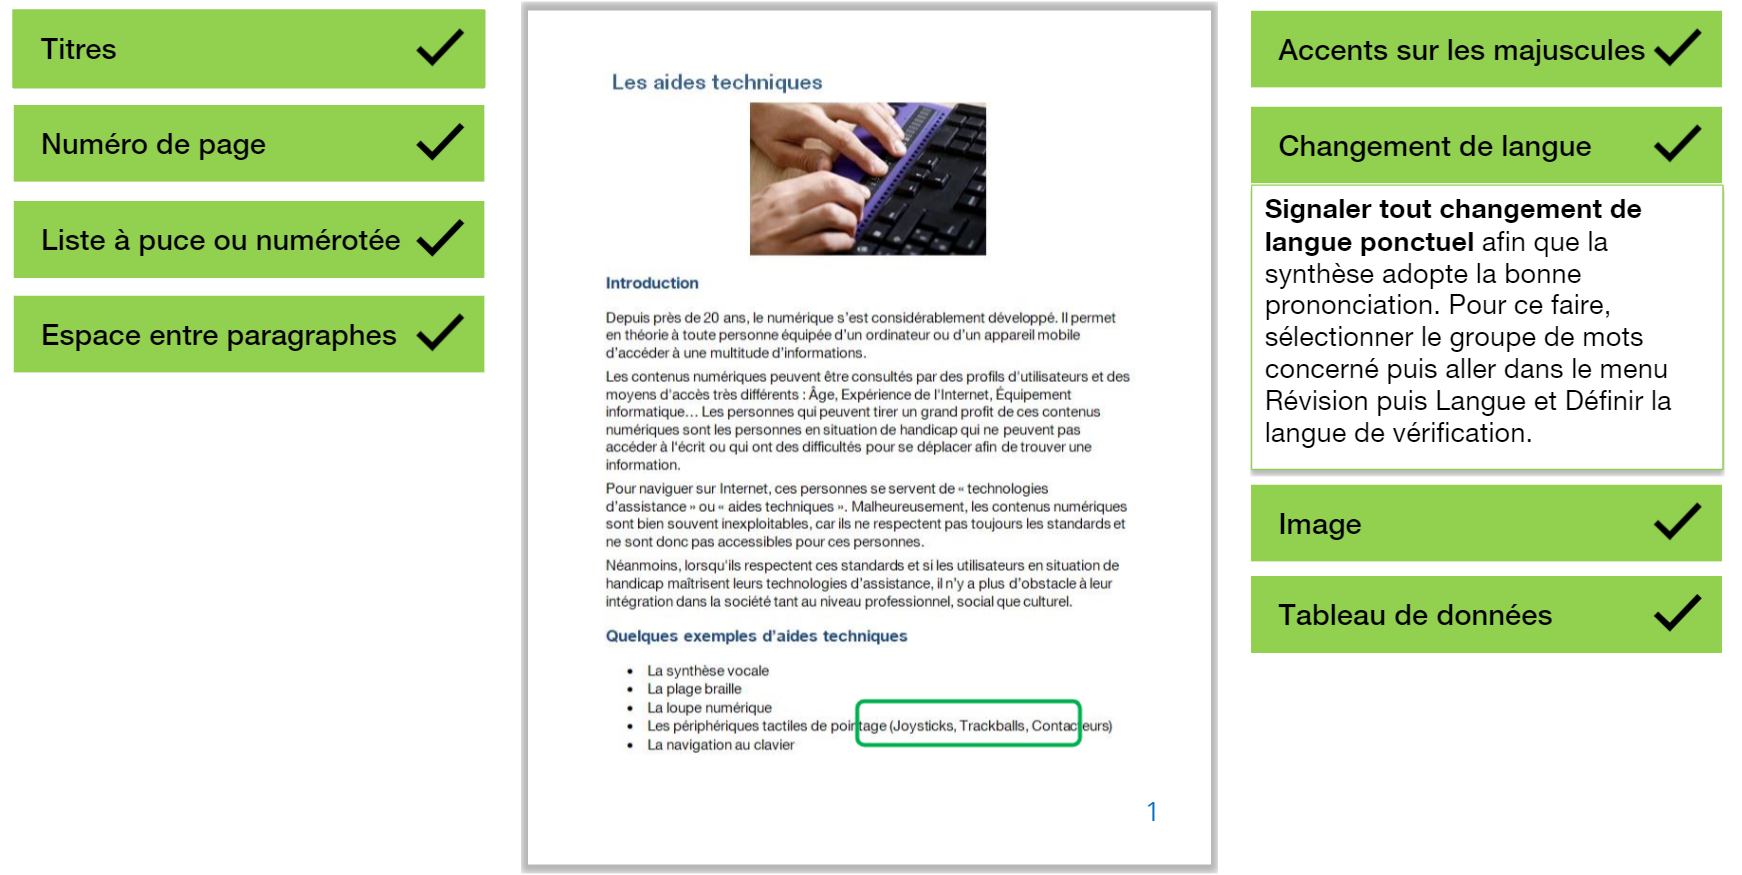 Titres
Numéro de page
Liste à puce ou numérotée
Espace entre paragraphes
Les aides techniques
Introduction
Depuis près de 20 ans, le numérique s’est considérablement développé. Il permet
en théorie à toute personne équipée d’un ordinateur ou d’un appareil mobile
d’accéder à une multitude d’informations.
Les contenus numériques peuvent être consultés par des profils d'utilisateurs et des
moyens d'accès très différents : Âge, Expérience de l'Internet, Équipement
informatique… Les personnes qui peuvent tirer un grand profit de ces contenus
numériques sont les personnes en situation de handicap qui ne peuvent pas
accéder à l'écrit ou qui ont des difficultés pour se déplacer afin de trouver une
information.
Pour naviguer sur Internet, ces personnes se servent de « technologies
d’assistance » ou « aides techniques ». Malheureusement, les contenus numériques
sont bien souvent inexploitables, car ils ne respectent pas toujours les standards et
ne sont donc pas accessibles pour ces personnes.
Néanmoins, lorsqu'ils respectent ces standards et si les utilisateurs en situation de
handicap maîtrisent leurs technologies d’assistance, il n’y a plus d’obstacle à leur
intégration dans la société tant au niveau professionnel, social que culturel.
Quelques exemples d’aides techniques
• La synthèse vocale
• La plage braille
• La loupe numérique
• Les périphériques tactiles de pointage (Joysticks, Trackballs, Contacteurs)
• La navigation au clavier
1
Accents sur les majuscules
Changement de langue
Signaler tout changement de
langue ponctuel afin que la
synthèse adopte la bonne
prononciation. Pour ce faire,
sélectionner le groupe de mots
concerné puis aller dans le menu
Révision puis Langue et Définir la
langue de vérification.
Image
Tableau de données